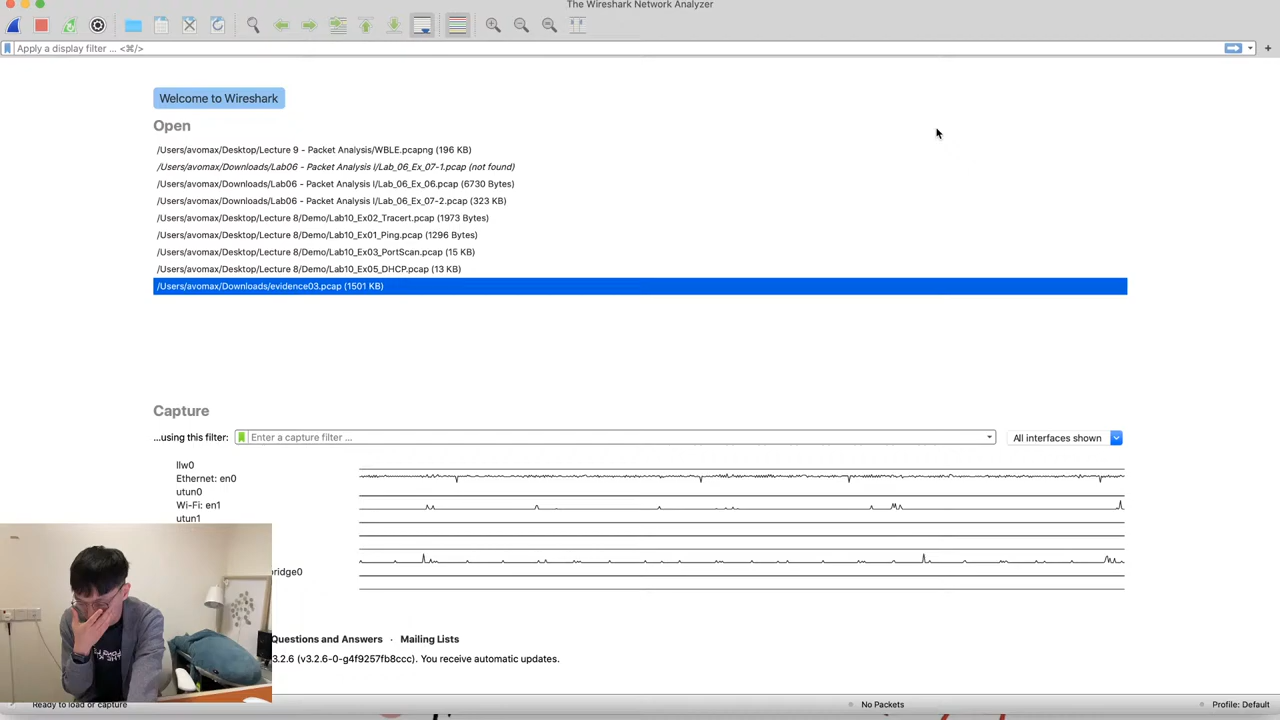 The Wireshark Network Analyzer
Apply a display filter ... <⌘/>
+
Welcome to Wireshark
Open
/Users/avomax/Desktop/Lecture 9 - Packet Analysis/WBLE.pcapng (196 KB)
/Users/avomax/Downloads/Lab06 - Packet Analysis I/Lab_06_Ex_07-1.pcap (not found)
/Users/avomax/Downloads/Lab06 - Packet Analysis I/Lab_06_Ex_06.pcap (6730 Bytes)
/Users/avomax/Downloads/Lab06 - Packet Analysis I/Lab_06_Ex_07-2.pcap (323 KB)
/Users/avomax/Desktop/Lecture 8/Demo/Lab10_Ex02_Tracert.pcap (1973 Bytes)
/Users/avomax/Desktop/Lecture 8/Demo/Lab10_Ex01_Ping.pcap (1296 Bytes)
/Users/avomax/Desktop/Lecture 8/Demo/Lab10_Ex03_PortScan.pcap (15 KB)
/Users/avomax/Desktop/Lecture 8/Demo/Lab10_Ex05_DHCP.pcap (13 KB)
/Users/avomax/Downloads/evidence03.pcap (1501 KB)
Capture
...using this filter: Enter a capture filter ... All interfaces shown
llw0
Ethernet: en0
utun0
Wi-Fi: en1
utun1
bridge0
Questions and Answers · Mailing Lists
3.2.6 (v3.2.6-0-g4f9257fb8ccc). You receive automatic updates.
Ready to load or capture No Packets Profile: Default